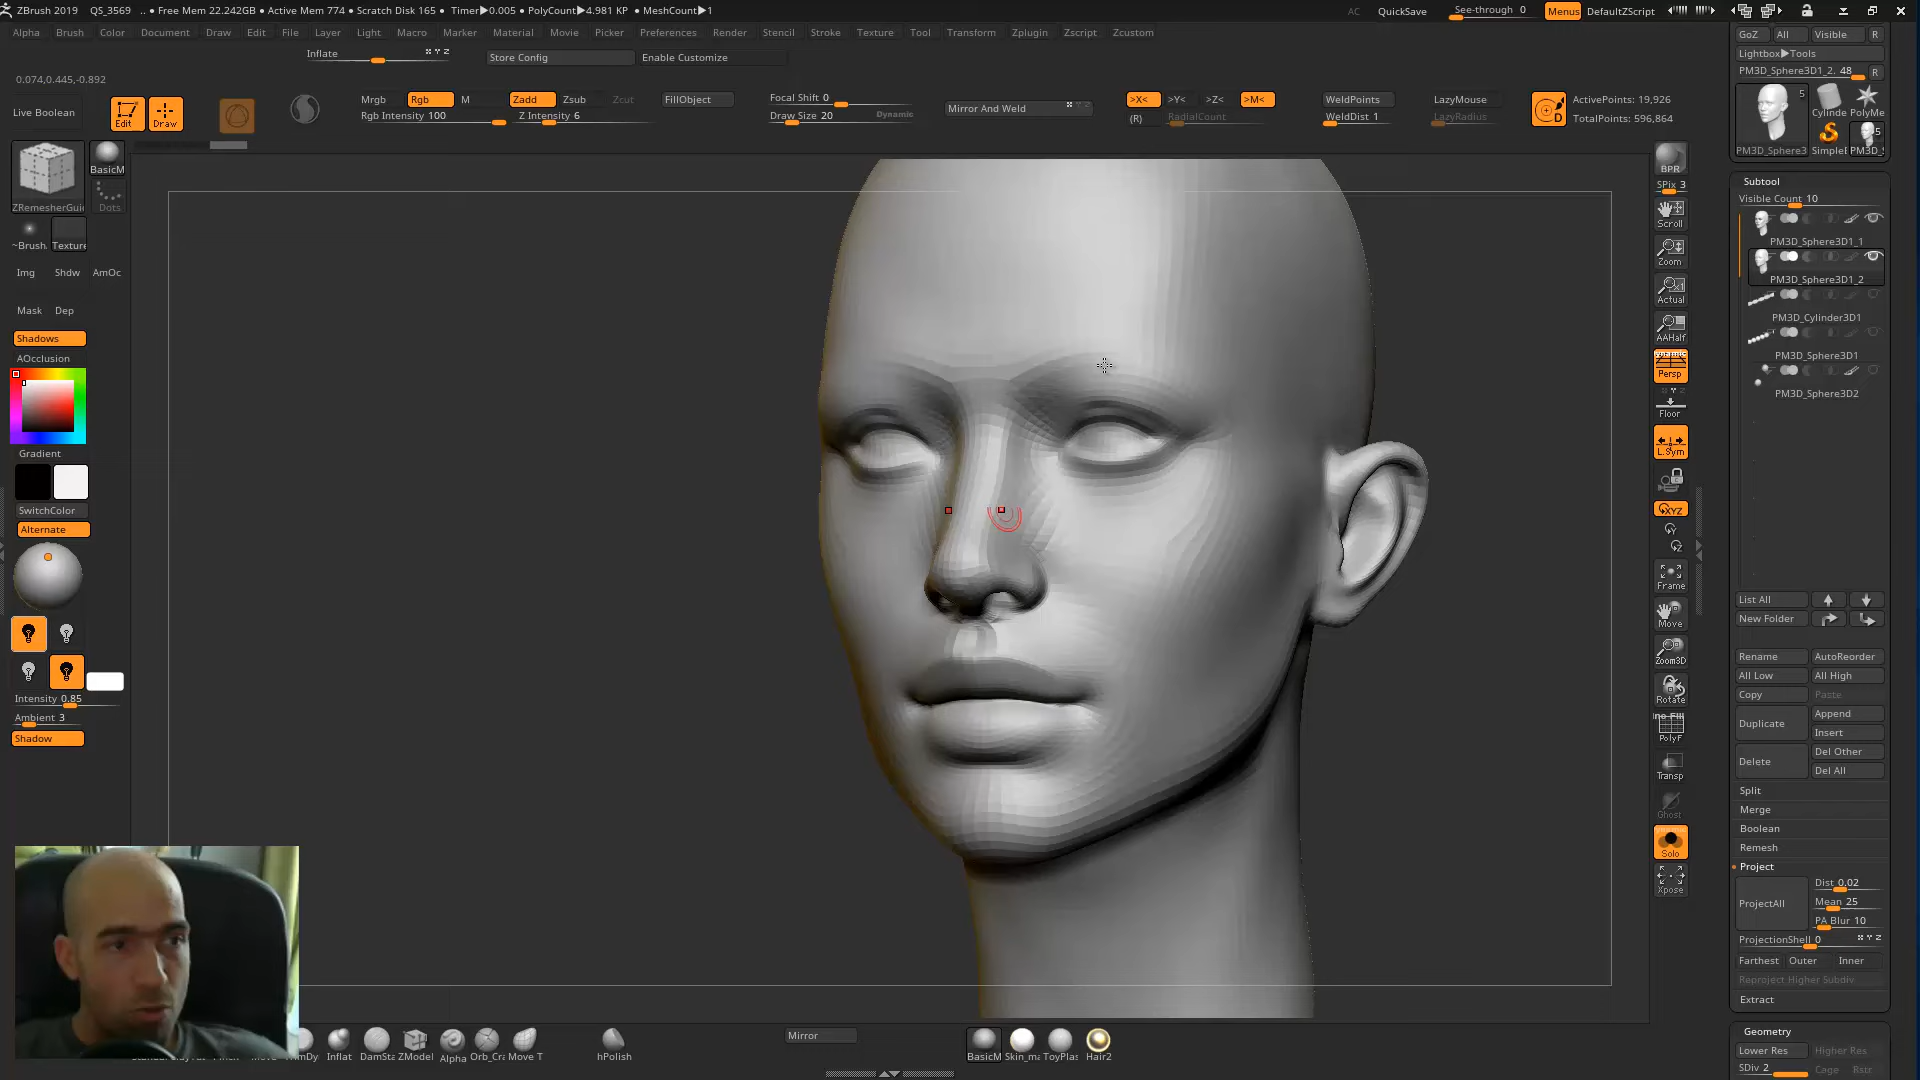 ZBrush 2019 QS_3569 .. • Free Mem 22.242GB • Active Mem 774 • Scratch Disk 165 • Timer▶0.005 • PolyCount▶4.981 KP • MeshCount▶1
AC QuickSave See-through 0 Menus DefaultZScript
Alpha Brush Color Document Draw Edit File Layer Light Macro Marker Material Movie Picker Preferences Render Stencil Stroke Texture Tool Transform Zplugin Zscript Zcustom
Inflate X Y Z Store Config Enable Customize
0.074,0.445,-0.892
Live Boolean Edit Draw
Mrgb Rgb M Zadd Zsub Zcut FillObject
Rgb Intensity 100 Z Intensity 6
Focal Shift 0
Draw Size 20 Dynamic
Mirror And Weld
>X< >Y< >Z< >M<
(R) RadialCount
WeldPoints LazyMouse
WeldDist 1 LazyRadius
ActivePoints: 19,926
TotalPoints: 596,864
ZRemesherGui
BasicM
Dots
~Brush. Texture
Img Shdw AmOc
Mask Dep
Shadows
AOcclusion
Gradient
SwitchColor
Alternate
Intensity 0.85
Ambient 3
Shadow
TrimDy Inflat DamSta ZModel Alpha Orb_Cra Move T hPolish
Mirror
BasicM Skin_ma ToyPlas Hair2
BPR
SPix 3
Scroll
Zoom
Actual
AAHalf
Persp
Floor
L.Sym
XYZ
Y
Z
Frame
Move
Zoom3D
Rotate
Line Fill
PolyF
Transp
Ghost
Solo
Xpose
GoZ All Visible R
Lightbox▶Tools
PM3D_Sphere3D1_2. 48 R
5
Cylinde PolyMe
SimpleB
5
PM3D_Sphere3 PM3D_S
Subtool
Visible Count 10
PM3D_Sphere3D1_1
PM3D_Sphere3D1_2
PM3D_Cylinder3D1
PM3D_Sphere3D1
PM3D_Sphere3D2
List All
New Folder
Rename AutoReorder
All Low All High
Copy Paste
Duplicate Append
Insert
Delete Del Other
Del All
Split
Merge
Boolean
Remesh
Project
ProjectAll Dist 0.02
Mean 25
PA Blur 10
ProjectionShell 0 X Y Z
Farthest Outer Inner
Reproject Higher Subdiv
Extract
Geometry
Lower Res Higher Res
SDiv 2 Cage Rstr